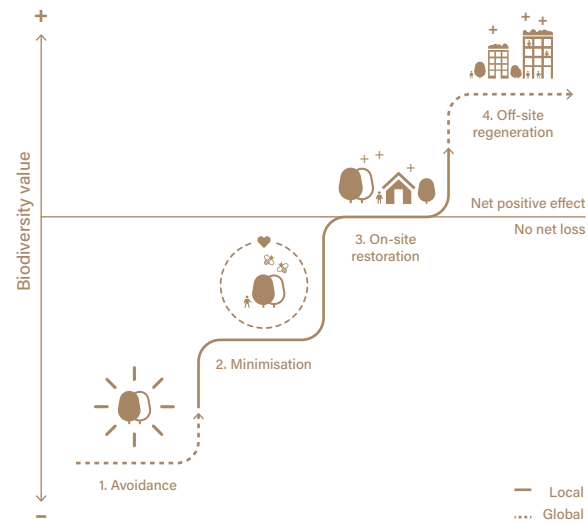 +
4. Off-site
regeneration
Biodiversity value
Net positive effect
No net loss
3. On-site
restoration
2. Minimisation
1. Avoidance
Local
Global
–